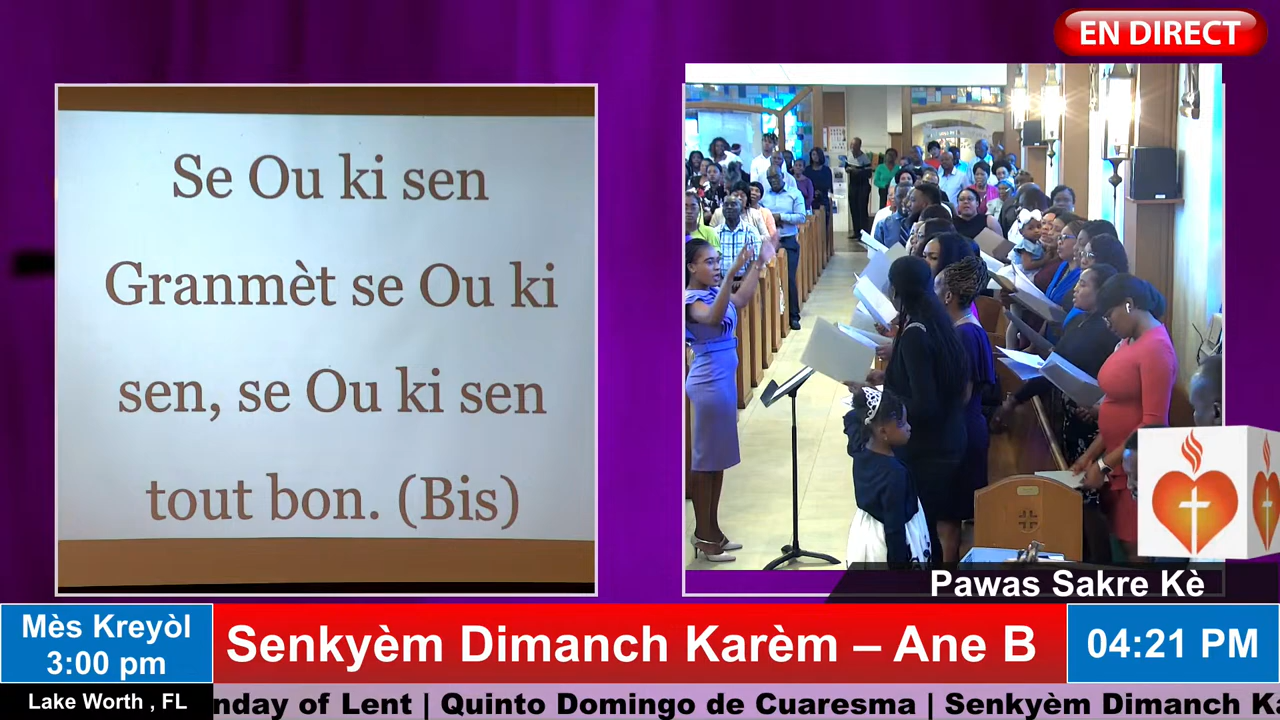 EN DIRECT
Se Ou ki sen
Granmèt se Ou ki
sen, se Ou ki sen
tout bon. (Bis)
Pawas Sakre Kè
Mès Kreyòl
3:00 pm
Senkyèm Dimanch Karèm – Ane B
04:21 PM
Lake Worth , FL
nday of Lent | Quinto Domingo de Cuaresma | Senkyèm Dimanch Ka